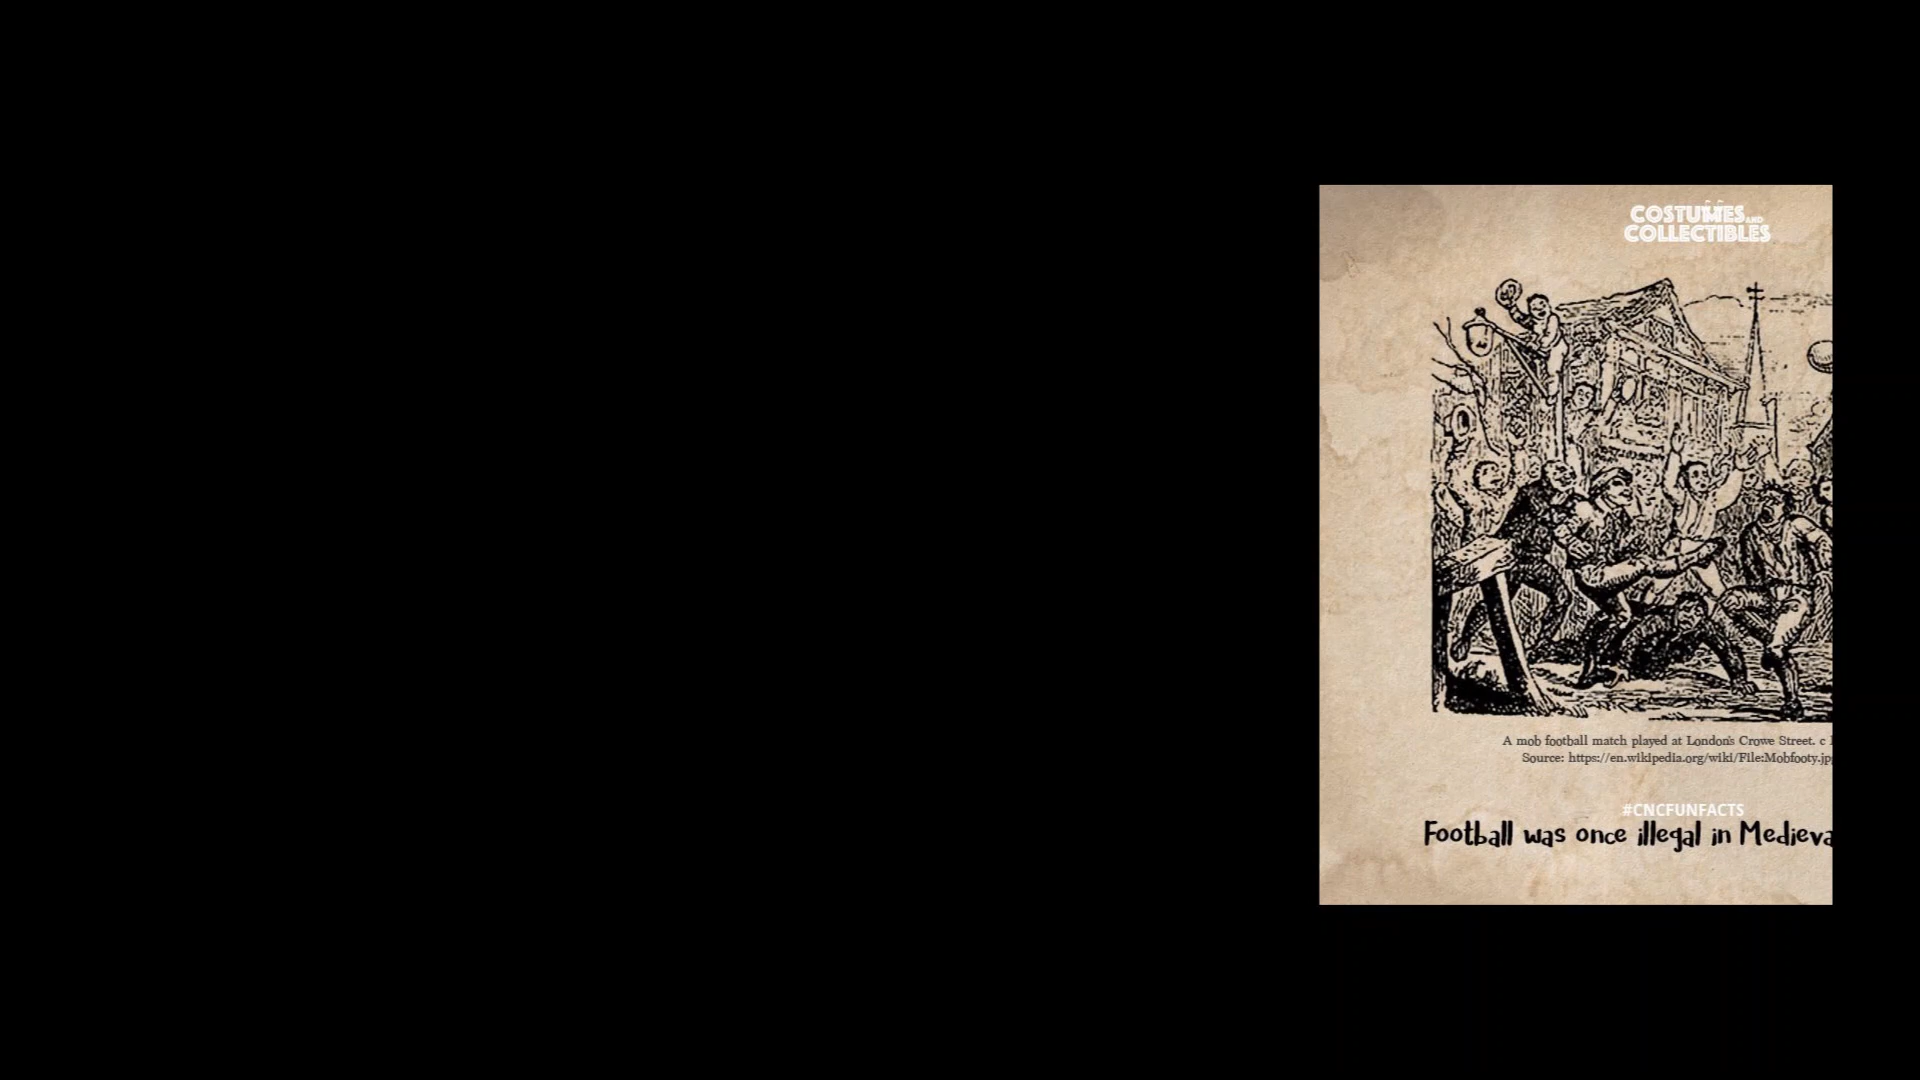 COSTUMES AND
COLLECTIBLES
A mob football match played at London's Crowe Street. c
Source: https://en.wikipedia.org/wiki/File:Mobfooty.jp
#CNCFUNFACTS
Football was once illegal in Medieva